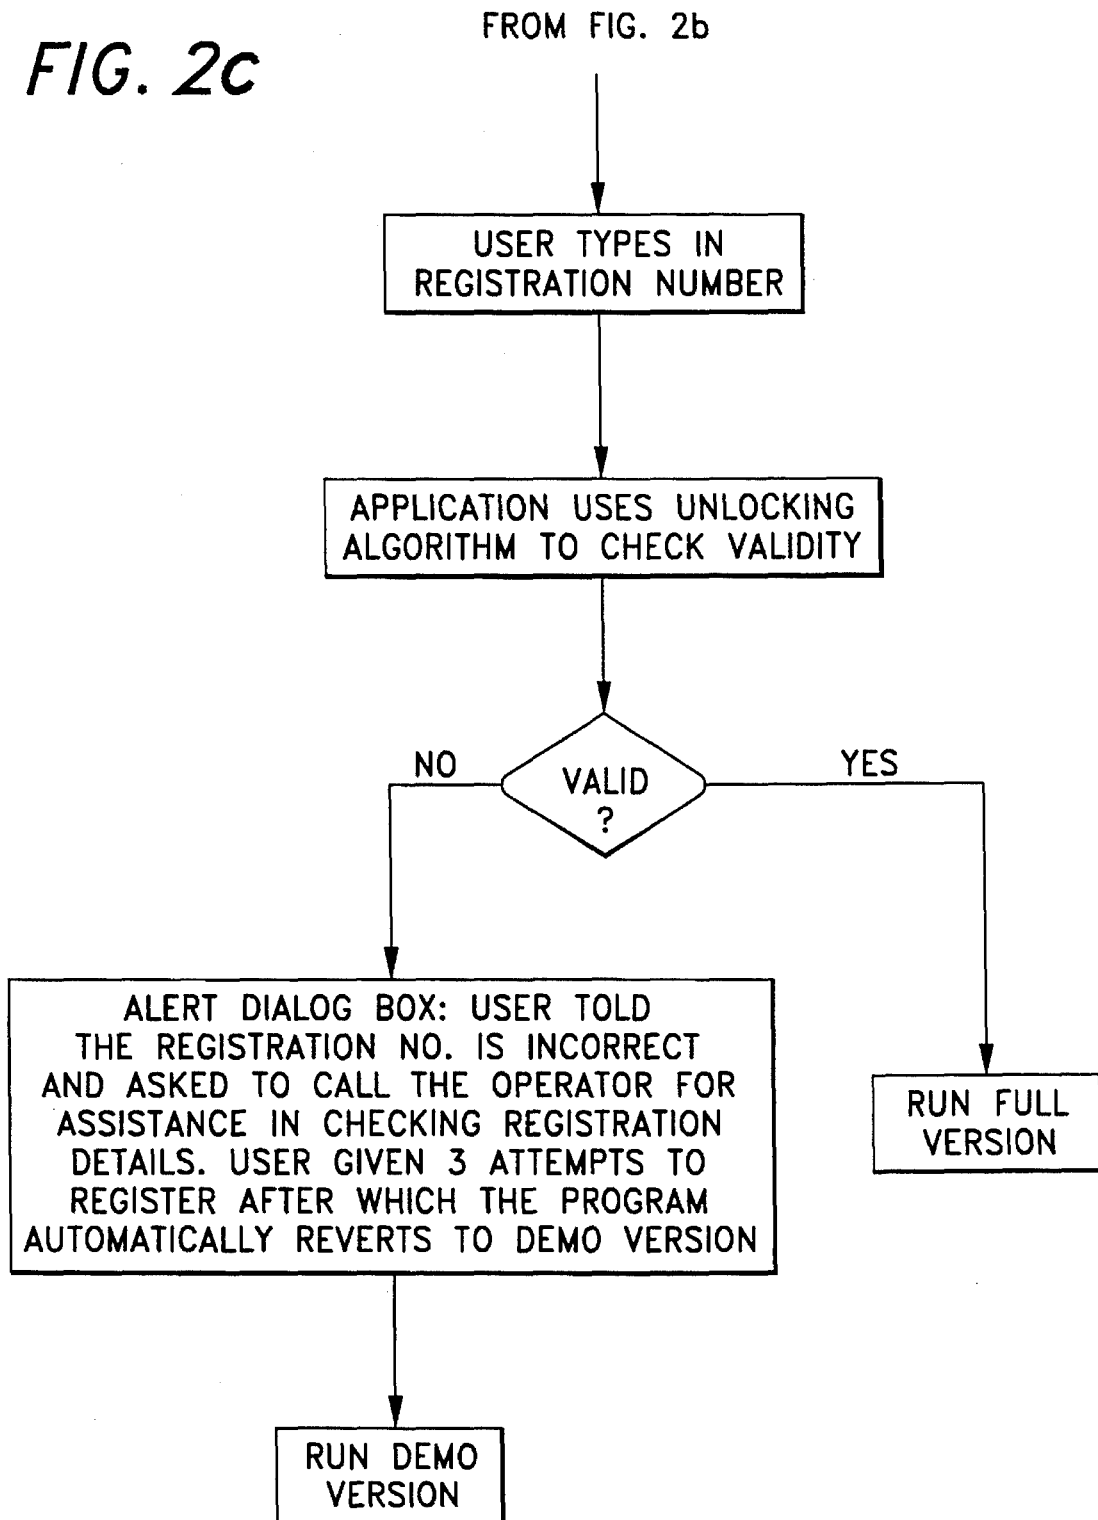 FROM FIG. 2b
FIG. 2c
USER TYPES IN
REGISTRATION NUMBER
APPLICATION USES UNLOCKING
ALGORITHM TO CHECK VALIDITY
NO
VALID
?
YES
ALERT DIALOG BOX: USER TOLD
THE REGISTRATION NO. IS INCORRECT
AND ASKED TO CALL THE OPERATOR FOR
ASSISTANCE IN CHECKING REGISTRATION
DETAILS. USER GIVEN 3 ATTEMPTS TO
REGISTER AFTER WHICH THE PROGRAM
AUTOMATICALLY REVERTS TO DEMO VERSION
RUN FULL
VERSION
RUN DEMO
VERSION